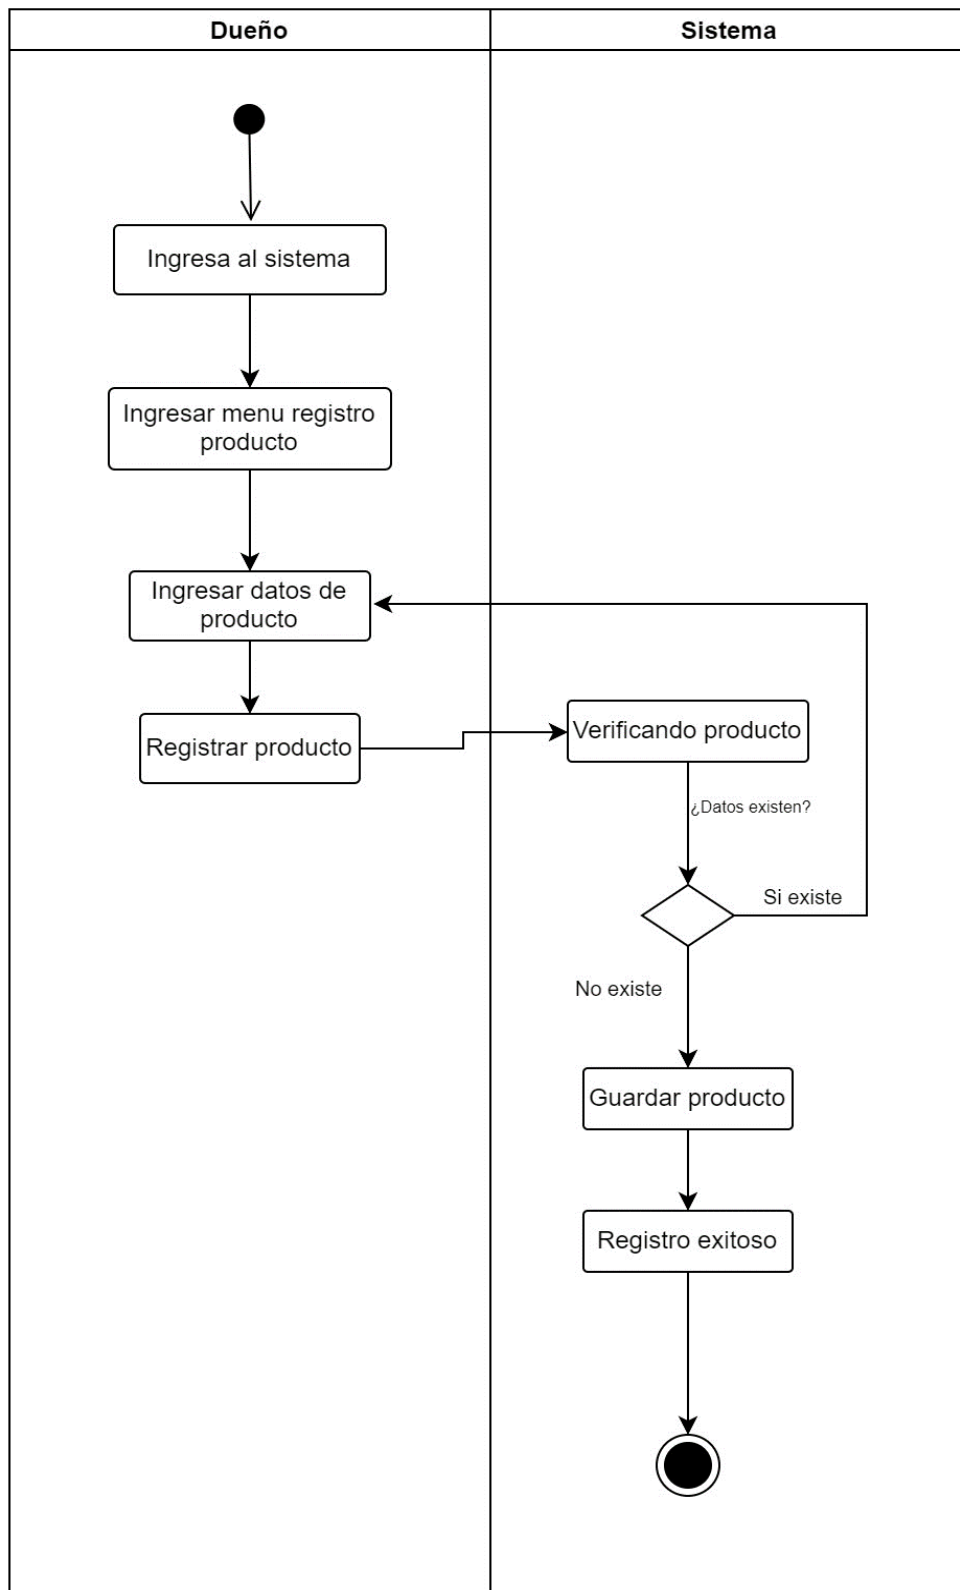 Dueño
Sistema
Ingresa al sistema
Ingresar menu registro
producto
Ingresar datos de
producto
Registrar producto
Verificando producto
¿Datos existen?
Si existe
No existe
Guardar producto
Registro exitoso